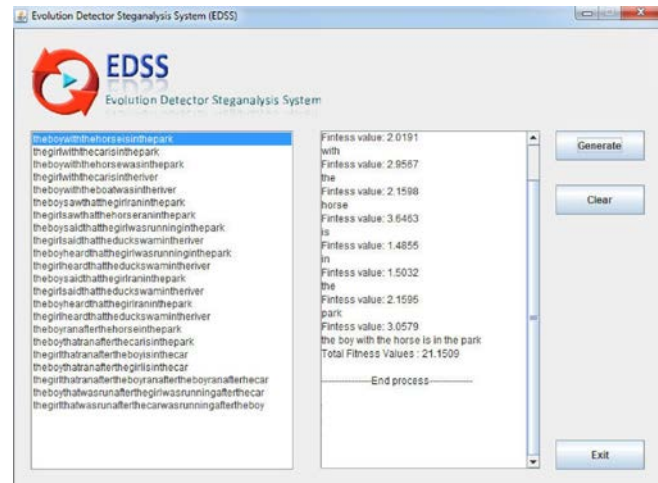 Evolution Detector Steganalysis System (EDSS)
EDSS
Evolution Detector Steganalysis System
theboywiththehorseisinthepark
thegirlwiththecarisinthepark
theboywiththehorsewasinthepark
thegirlwiththecarisintheriver
theboywiththeboatwasintheriver
theboysawthatthegirlraninthepark
thegirlsawthatthehorseraninthepark
theboysaidthatthegirlwasrunninginthepark
thegirlsaidthattheduckswamintheriver
theboyheardthatthegirlwasrunninginthepark
thegirlheardthattheduckswamintheriver
theboysaidthatthegirlraninthepark
thegirlsaidthattheduckswamintheriver
theboyheardthatthegirlraninthepark
thegirlheardthattheduckswamintheriver
theboyranafterthehorseinthepark
theboythatranafterthecarisinthepark
thegirlthatranaftertheboyisinthecar
theboythatranafterthegirlisinthecar
thegirlthatranaftertheboyranaftertheboyranafterhecar
theboythatwasrunafterthegirlwasrunningafterthecar
thegirlthatwasrunafterthecarwasrunningaftertheboy
Fintess value: 2.0191
with
Fintess value: 2.9567
the
Fintess value: 2.1598
horse
Fintess value: 3.6463
is
Fintess value: 1.4855
in
Fintess value: 1.5032
the
Fintess value: 2.1595
park
Fintess value: 3.0579
the boy with the horse is in the park
Total Fitness Values : 21.1509
---------------End process-------------
Generate
Clear
Exit